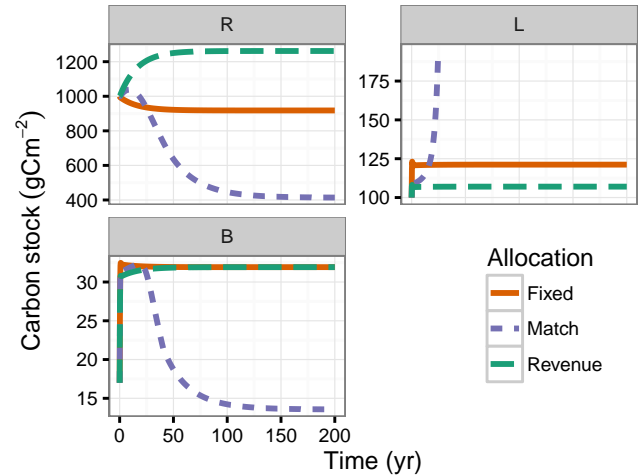 R
L
1200
1000
800
600
400
175
150
125
100
Carbon stock (gCm−2)
B
30
25
20
15
0 50 100 150 200
Time (yr)
Allocation
Fixed
Match
Revenue